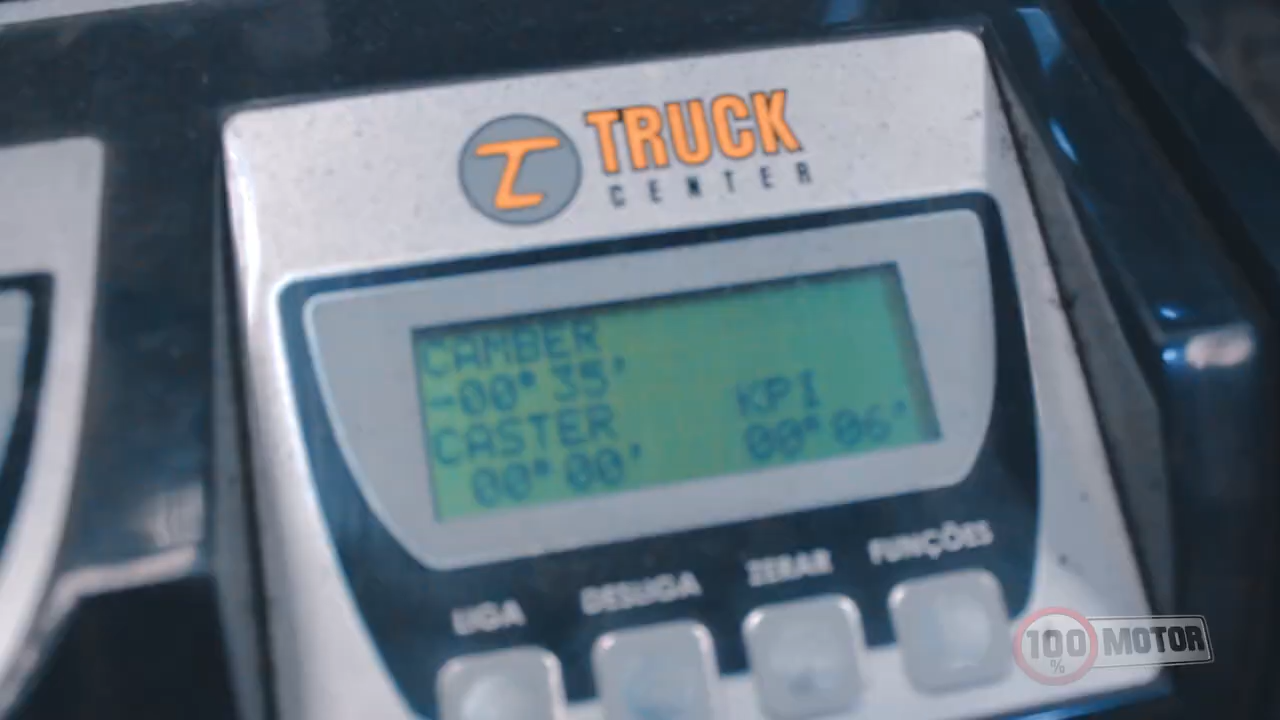 TRUCK
CENTER
CAMBER
-00° 35'
CASTER KPI
00° 00' 00° 06'
LIGA DESLIGA ZERAR FUNÇÕES
100% MOTOR